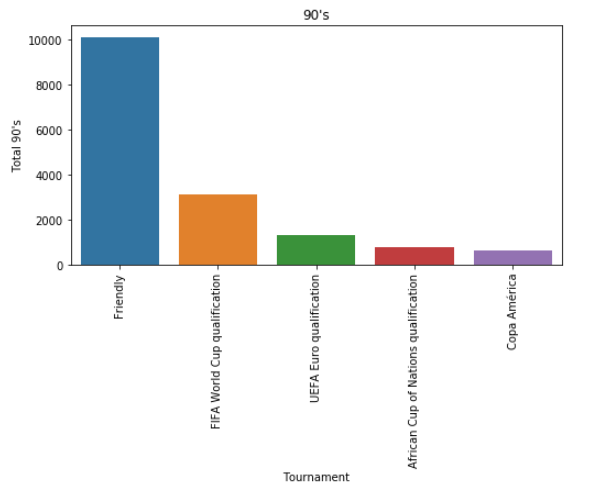 90's
Total 90's
10000
8000
6000
4000
2000
0
Friendly
FIFA World Cup qualification
UEFA Euro qualification
African Cup of Nations qualification
Copa América
Tournament